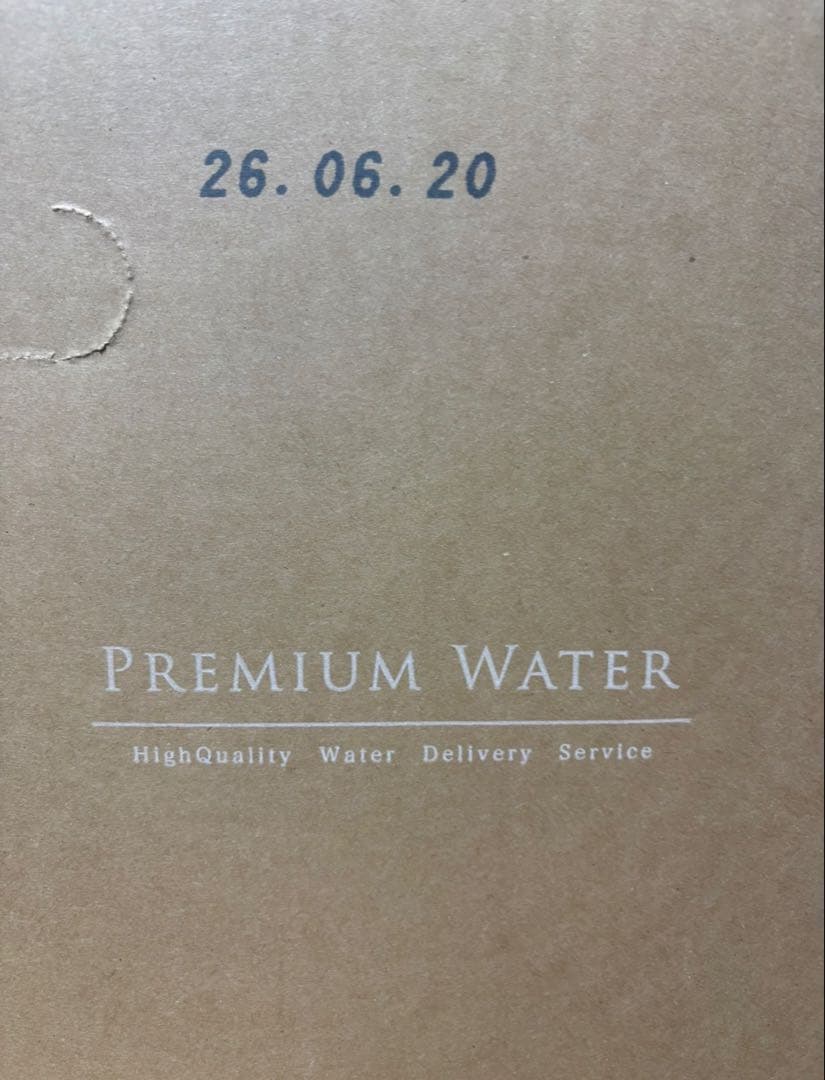 26. 06. 20
PREMIUM WATER
HighQuality Water Delivery Service